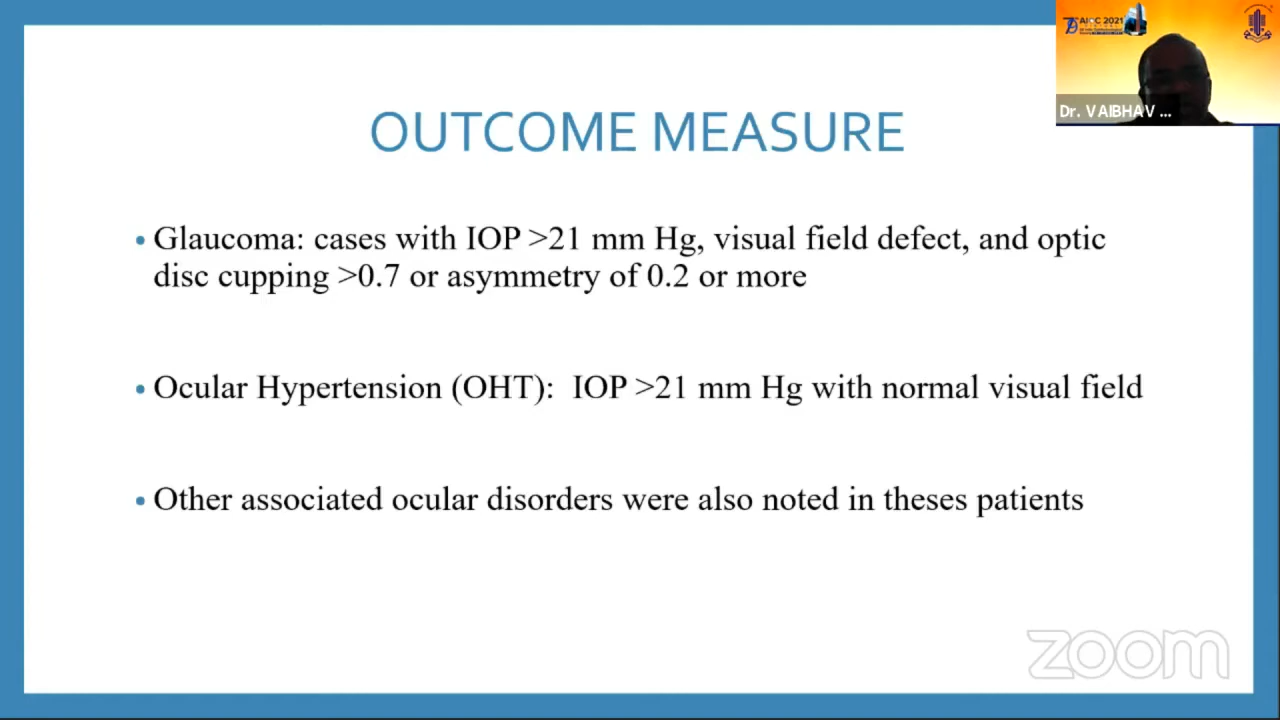 AIOC 2021
Dr. VAIBHAV ...
OUTCOME MEASURE
• Glaucoma: cases with IOP >21 mm Hg, visual field defect, and optic
disc cupping >0.7 or asymmetry of 0.2 or more
• Ocular Hypertension (OHT): IOP >21 mm Hg with normal visual field
• Other associated ocular disorders were also noted in theses patients
zoom